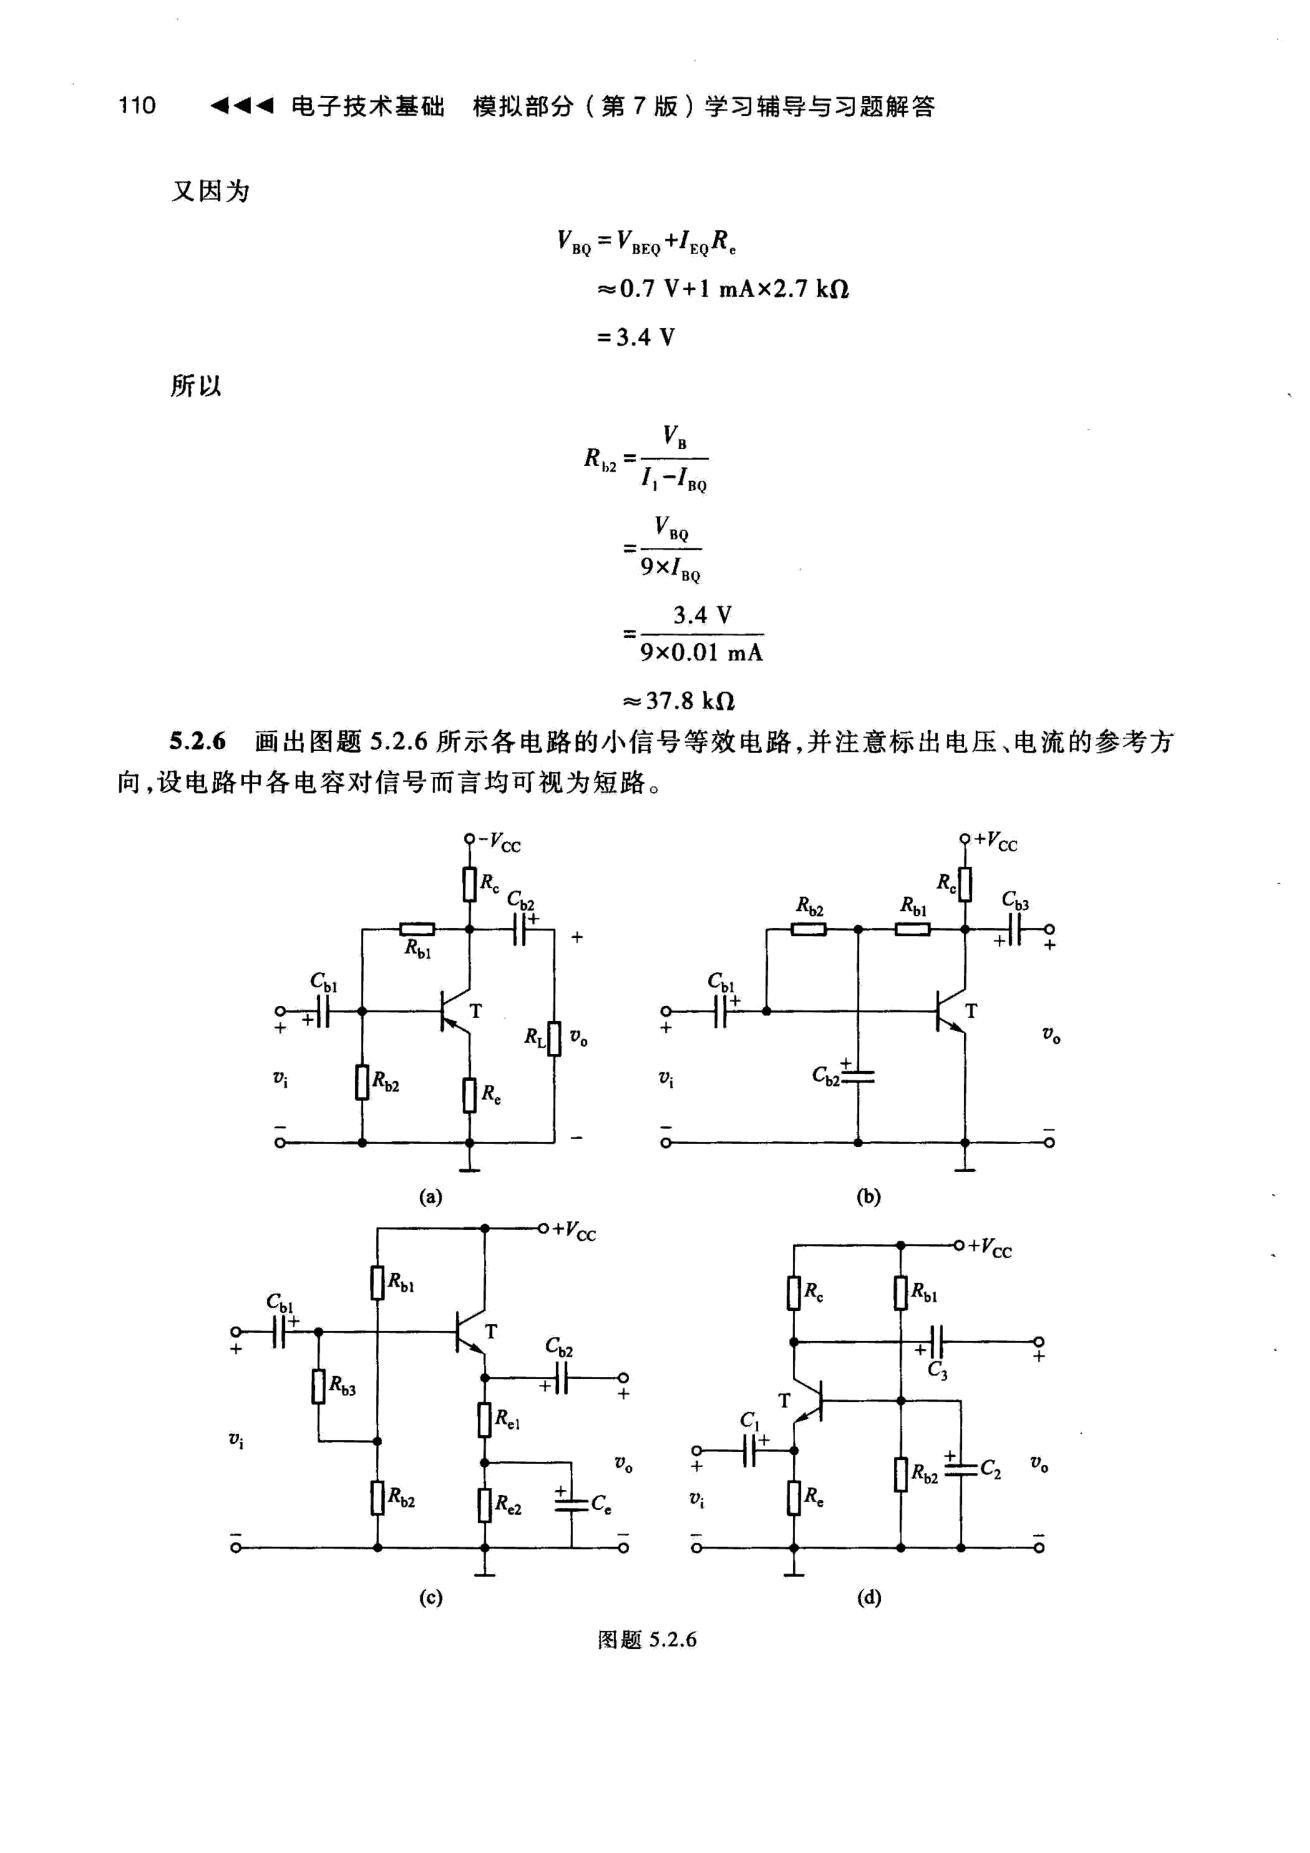 110 ◀◀◀ 电子技术基础 模拟部分(第7版)学习辅导与习题解答
又因为
V_BQ = V_BEQ + I_EQ R_e
≈0.7 V+1 mA×2.7 kΩ
=3.4 V
所以
R_b2 = V_B / (I_1 − I_BQ)
= V_BQ / (9×I_BQ)
= 3.4 V / (9×0.01 mA)
≈37.8 kΩ
5.2.6 画出图题 5.2.6 所示各电路的小信号等效电路,并注意标出电压、电流的参考方
向,设电路中各电容对信号而言均可视为短路。
-V_CC
R_c
C_b2
+
+
R_b1
C_b1
+
T
+
R_L
v_o
v_i
R_b2
R_e
−
−
(a)
+V_CC
R_c
R_b2
R_b1
C_b3
+
+
C_b1
+
T
+
v_o
v_i
C_b2
+
−
−
(b)
+V_CC
R_b1
C_b1
+
T
+
C_b2
+
+
R_b3
R_e1
v_i
v_o
R_b2
R_e2
+
C_e
−
−
(c)
+V_CC
R_c
R_b1
+
C_3
+
T
C_1
+
+
R_b2
+
C_2
v_o
v_i
R_e
−
−
(d)
图题 5.2.6